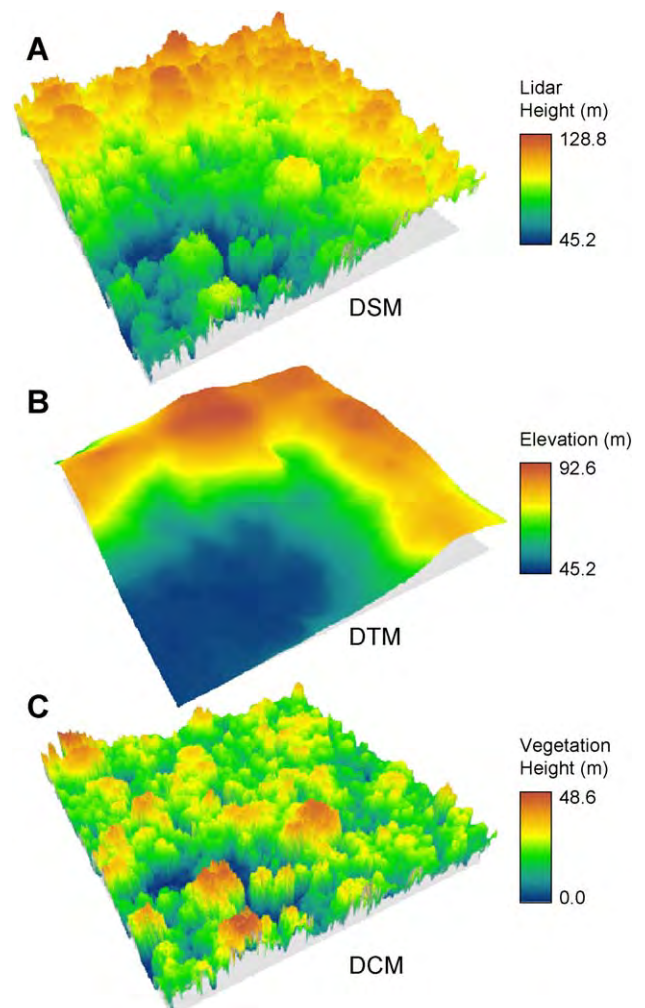 A
Lidar
Height (m)
128.8
45.2
DSM
B
Elevation (m)
92.6
45.2
DTM
C
Vegetation
Height (m)
48.6
0.0
DCM